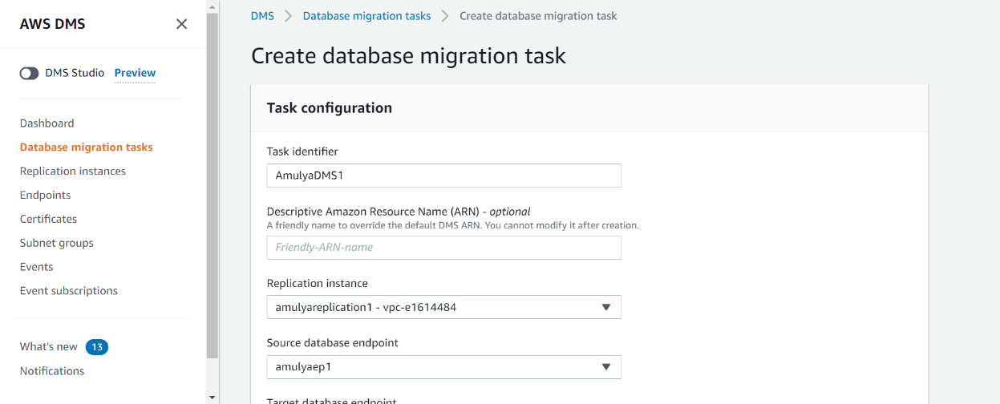 AWS DMS
DMS Studio Preview
Dashboard
Database migration tasks
Replication instances
Endpoints
Certificates
Subnet groups
Events
Event subscriptions
What's new 13
Notifications
DMS > Database migration tasks > Create database migration task
Create database migration task
Task configuration
Task identifier
AmulyaDMS1
Descriptive Amazon Resource Name (ARN) - optional
A friendly name to override the default DMS ARN. You cannot modify it after creation.
Friendly-ARN-name
Replication instance
amulyareplication1 - vpc-e1614484
Source database endpoint
amulyaep1
Target database endpoint